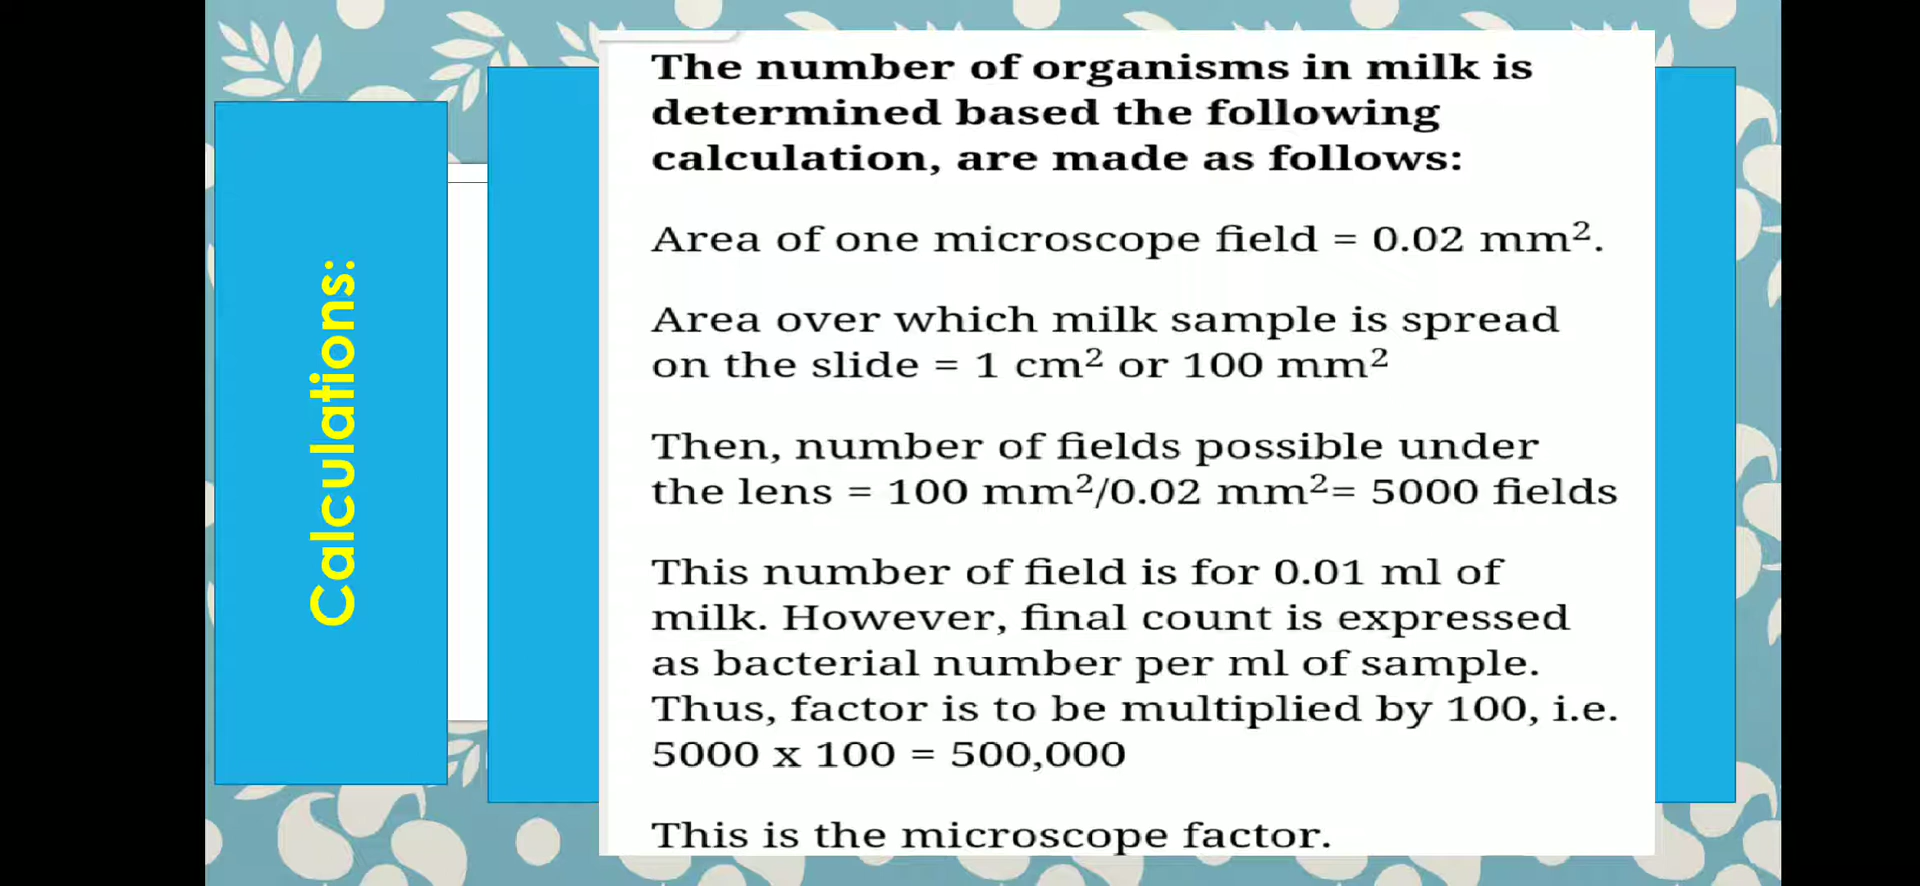 Calculations:
The number of organisms in milk is
determined based the following
calculation, are made as follows:
Area of one microscope field = 0.02 mm².
Area over which milk sample is spread
on the slide = 1 cm² or 100 mm²
Then, number of fields possible under
the lens = 100 mm²/0.02 mm²= 5000 fields
This number of field is for 0.01 ml of
milk. However, final count is expressed
as bacterial number per ml of sample.
Thus, factor is to be multiplied by 100, i.e.
5000 x 100 = 500,000
This is the microscope factor.